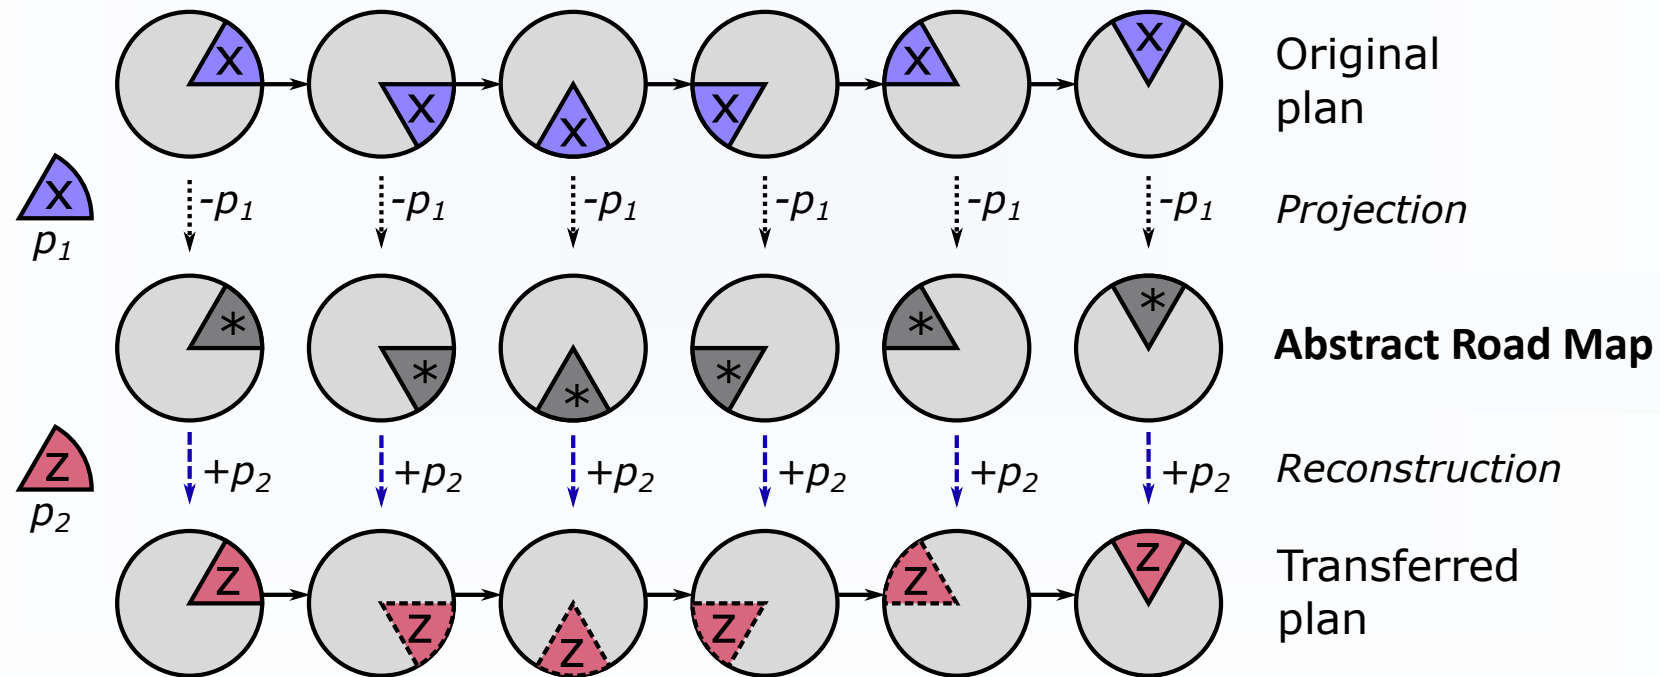 X X X X X X
Original
plan
X
p1
-p1 -p1 -p1 -p1 -p1 -p1
Projection
* * * * * *
Abstract Road Map
Z
p2
+p2 +p2 +p2 +p2 +p2 +p2
Reconstruction
Z Z Z Z Z Z
Transferred
plan